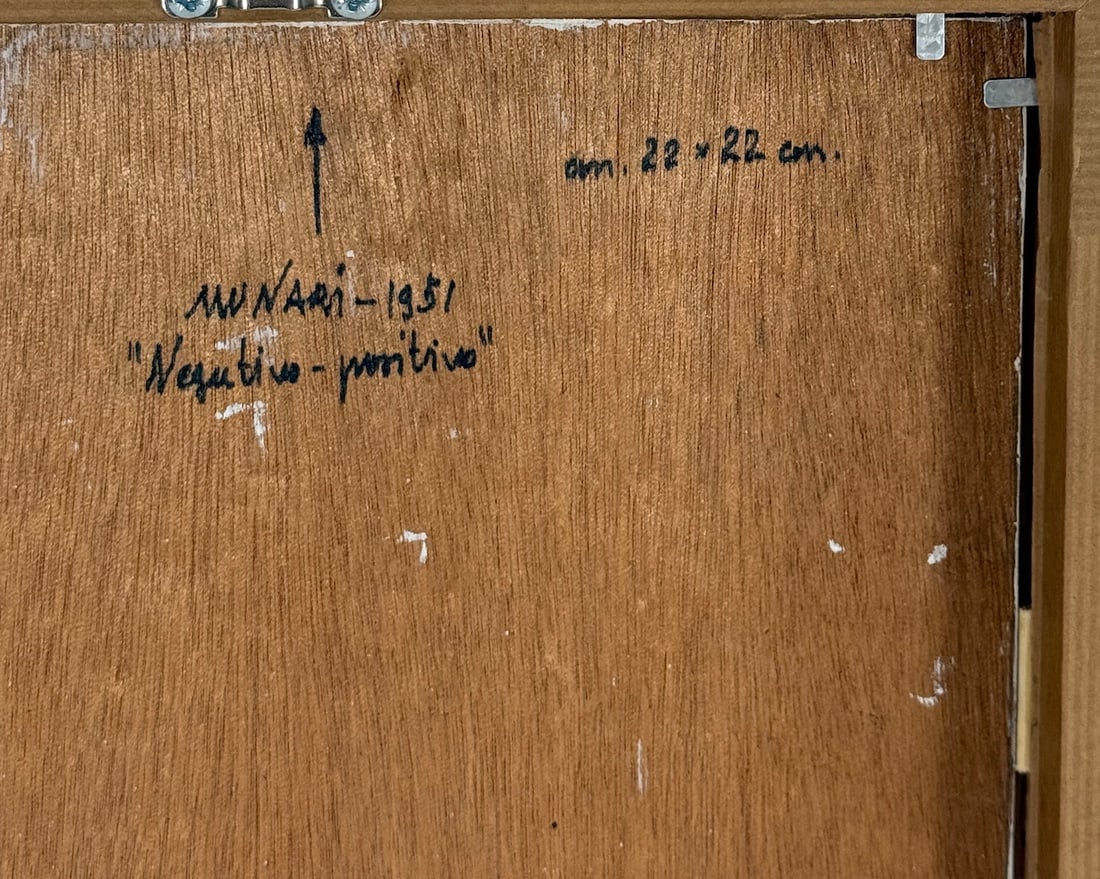 cm. 22 x 22 cm.
MUNARI - 1951
"Negativo - positivo"